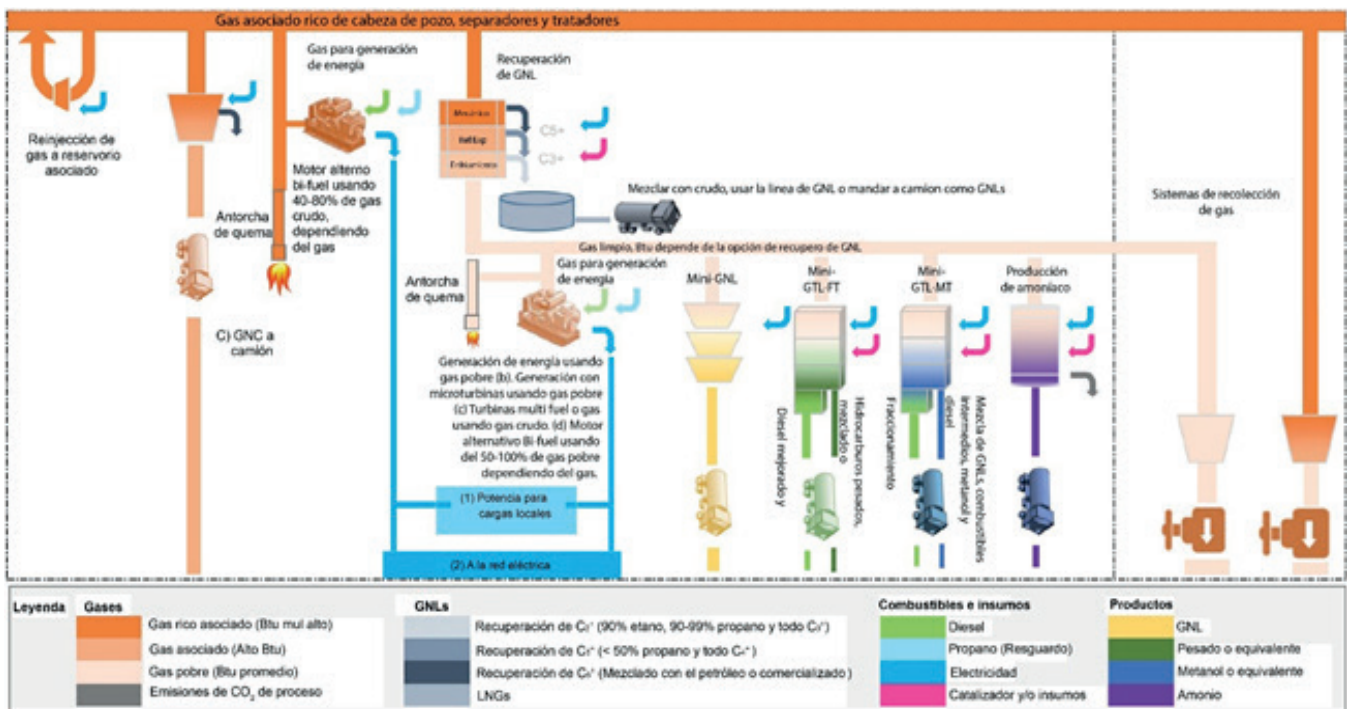 Gas asociado rico de cabeza de pozo, separadores y tratadores
Reinjección de
gas a reservorio
asociado
Antorcha
de quema
C) GNC a
camión
Gas para generación
de energía
Motor alterno
bi-fuel usando
40-80% de gas
crudo,
dependiendo
del gas
Recuperación
de GNL
Mecánico
Ref/Exp
Enfriamiento
C5+
C3+
Mezclar con crudo, usar la linea de GNL o mandar a camion como GNLs
Gas limpio, Btu depende de la opción de recupero de GNL
Antorcha
de quema
Gas para generación
de energía
Generación de energía usando
gas pobre (b). Generación con
microturbinas usando gas pobre
(c) Turbinas multi fuel o gas
usando gas crudo. (d) Motor
alternativo Bi-fuel usando
del 50-100% de gas pobre
dependiendo del gas.
(1) Potencia para
cargas locales
(2) A la red eléctrica
Mini-GNL
Mini-
GTL-FT
Diesel mejorado y
Hidrocarburos pesados,
mezclado o
Mini-
GTL-MT
Fraccionamiento
Mezcla de GNLs, combustibles
intermedios, metanol y
diesel
Producción
de amoníaco
Sistemas de recolección
de gas
Leyenda
Gases
Gas rico asociado (Btu mul alto)
Gas asociado (Alto Btu)
Gas pobre (Btu promedio)
Emisiones de CO₂ de proceso
GNLs
Recuperación de C₂⁺ (90% etano, 90-99% propano y todo C₃⁺)
Recuperación de C₃⁺ (< 50% propano y todo C₄⁺)
Recuperación de C₅⁺ (Mezclado con el petróleo o comercializado )
LNGs
Combustibles e insumos
Diesel
Propano (Resguardo)
Electricidad
Catalizador y/o insumos
Productos
GNL
Pesado o equivalente
Metanol o equivalente
Amonio